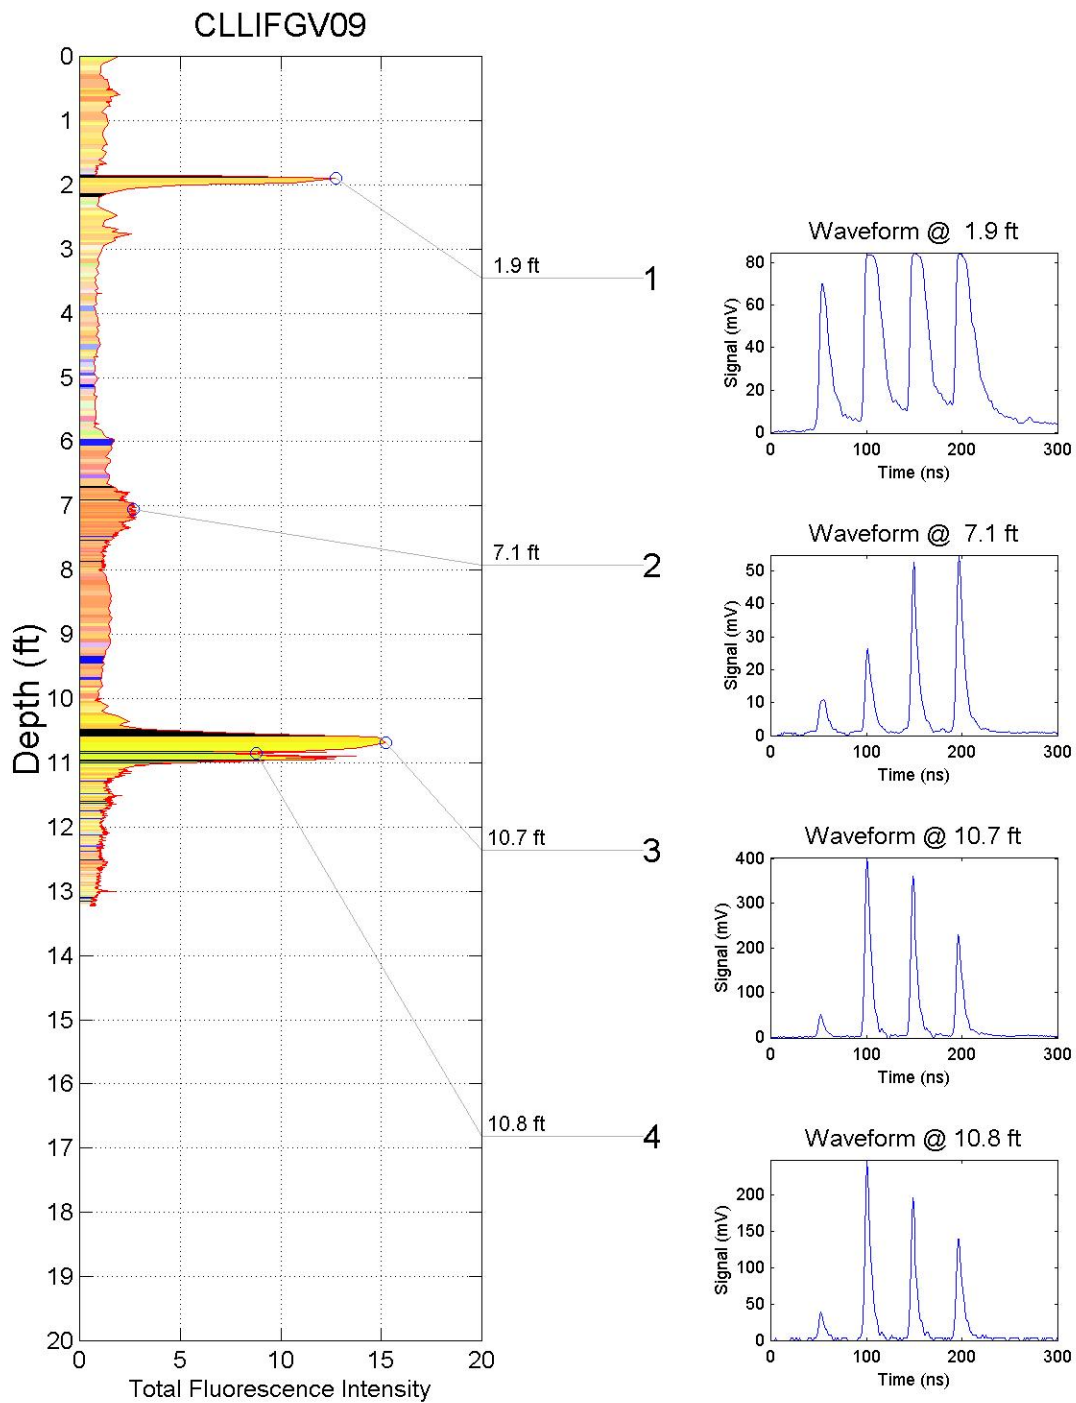 CLLIFGV09
0
1
2
3
4
5
6
7
8
9
10
11
12
13
14
15
16
17
18
19
20
Depth (ft)
0 5 10 15 20
Total Fluorescence Intensity
1.9 ft 1
7.1 ft 2
10.7 ft 3
10.8 ft 4
Waveform @ 1.9 ft
80
60
40
20
0
Signal (mV)
0 100 200 300
Time (ns)
Waveform @ 7.1 ft
50
40
30
20
10
0
Signal (mV)
0 100 200 300
Time (ns)
Waveform @ 10.7 ft
400
300
200
100
0
Signal (mV)
0 100 200 300
Time (ns)
Waveform @ 10.8 ft
200
150
100
50
0
Signal (mV)
0 100 200 300
Time (ns)